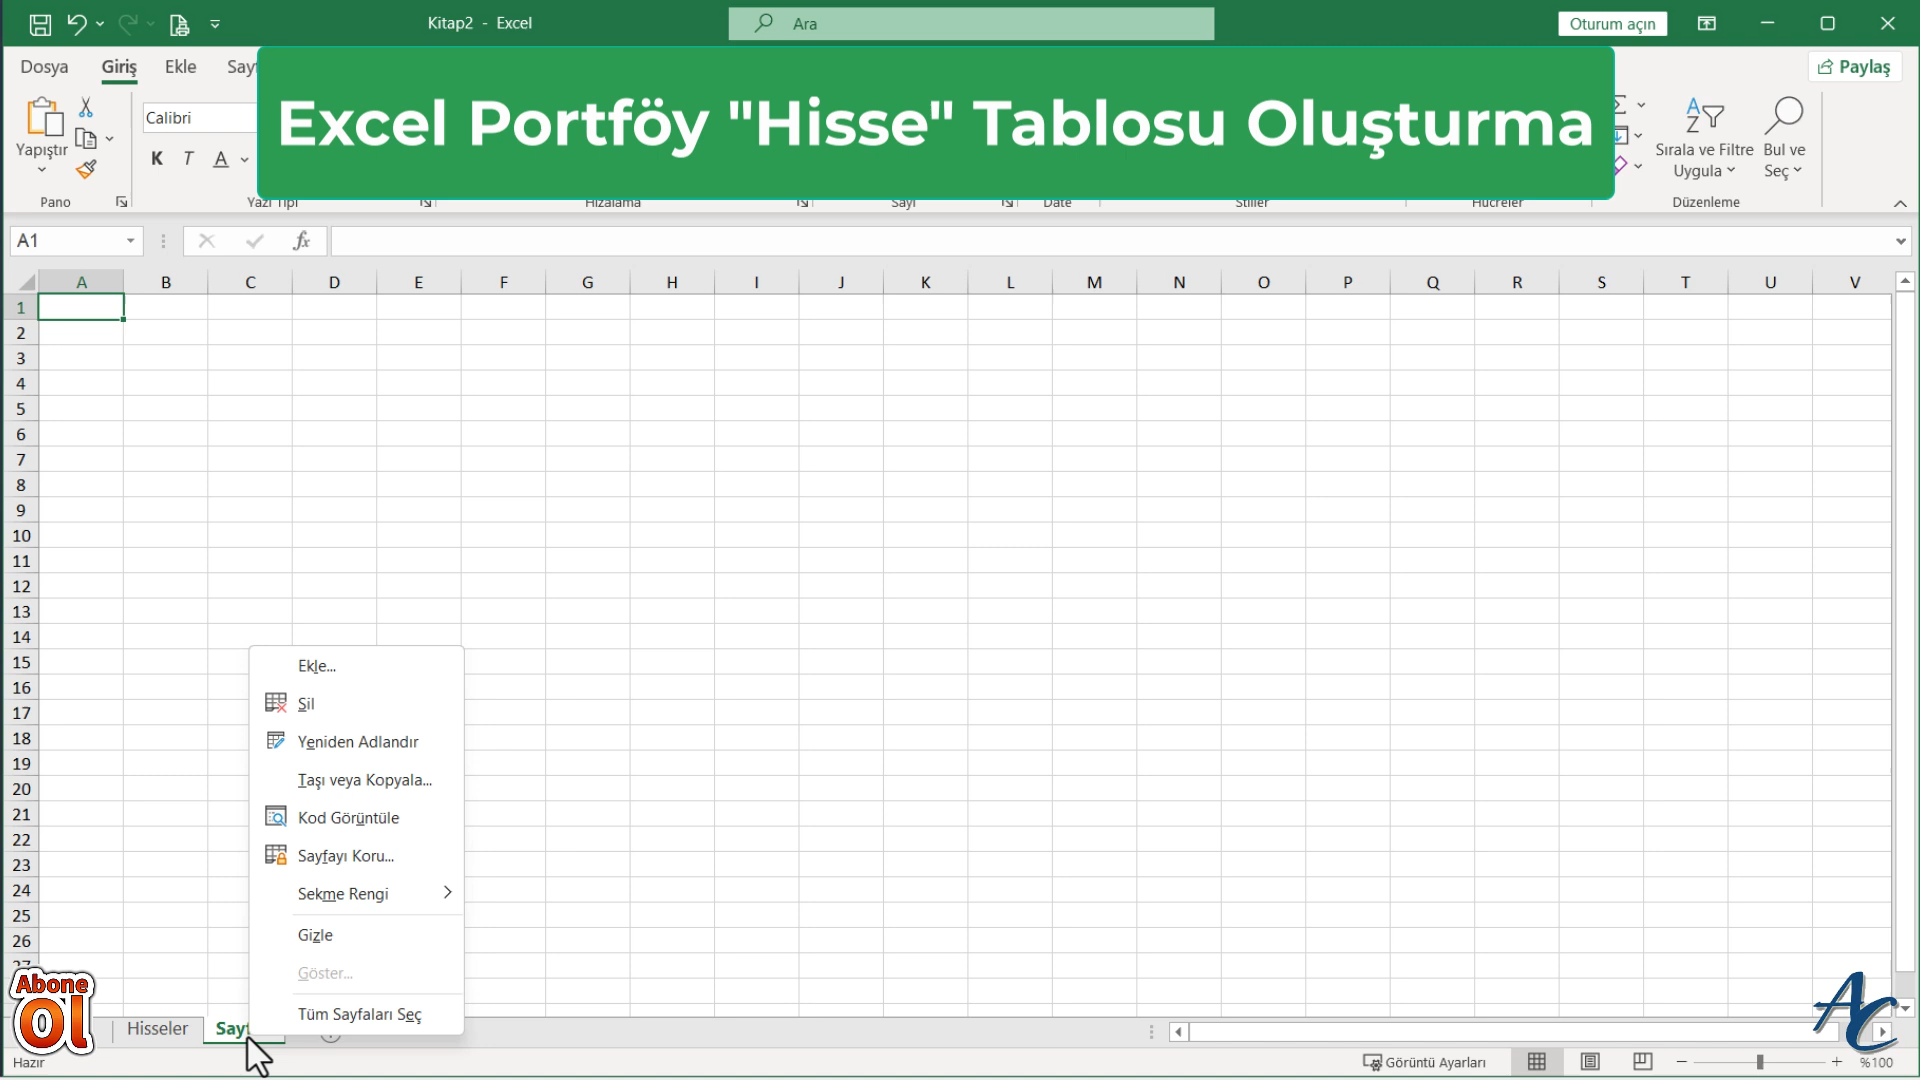 Kitap2 - Excel
Ara
Oturum açın
Dosya
Giriş
Ekle
Paylaş
Excel Portföy "Hisse" Tablosu Oluşturma
Yapıştır
Calibri
K T A
Sırala ve Filtre Uygula
Bul ve Seç
Pano
Yazı Tipi
Hizalama
Sayı
Date
Stiller
Hücreler
Düzenleme
A1
fx
A B C D E F G H I J K L M N O P Q R S T U V
1
2
3
4
5
6
7
8
9
10
11
12
13
14
15
16
17
18
19
20
21
22
23
24
25
26
27
Ekle...
Sil
Yeniden Adlandır
Taşı veya Kopyala...
Kod Görüntüle
Sayfayı Koru...
Sekme Rengi
Gizle
Göster...
Tüm Sayfaları Seç
Abone
Ol
Hisseler
AC
Hazır
Görüntü Ayarları
%100